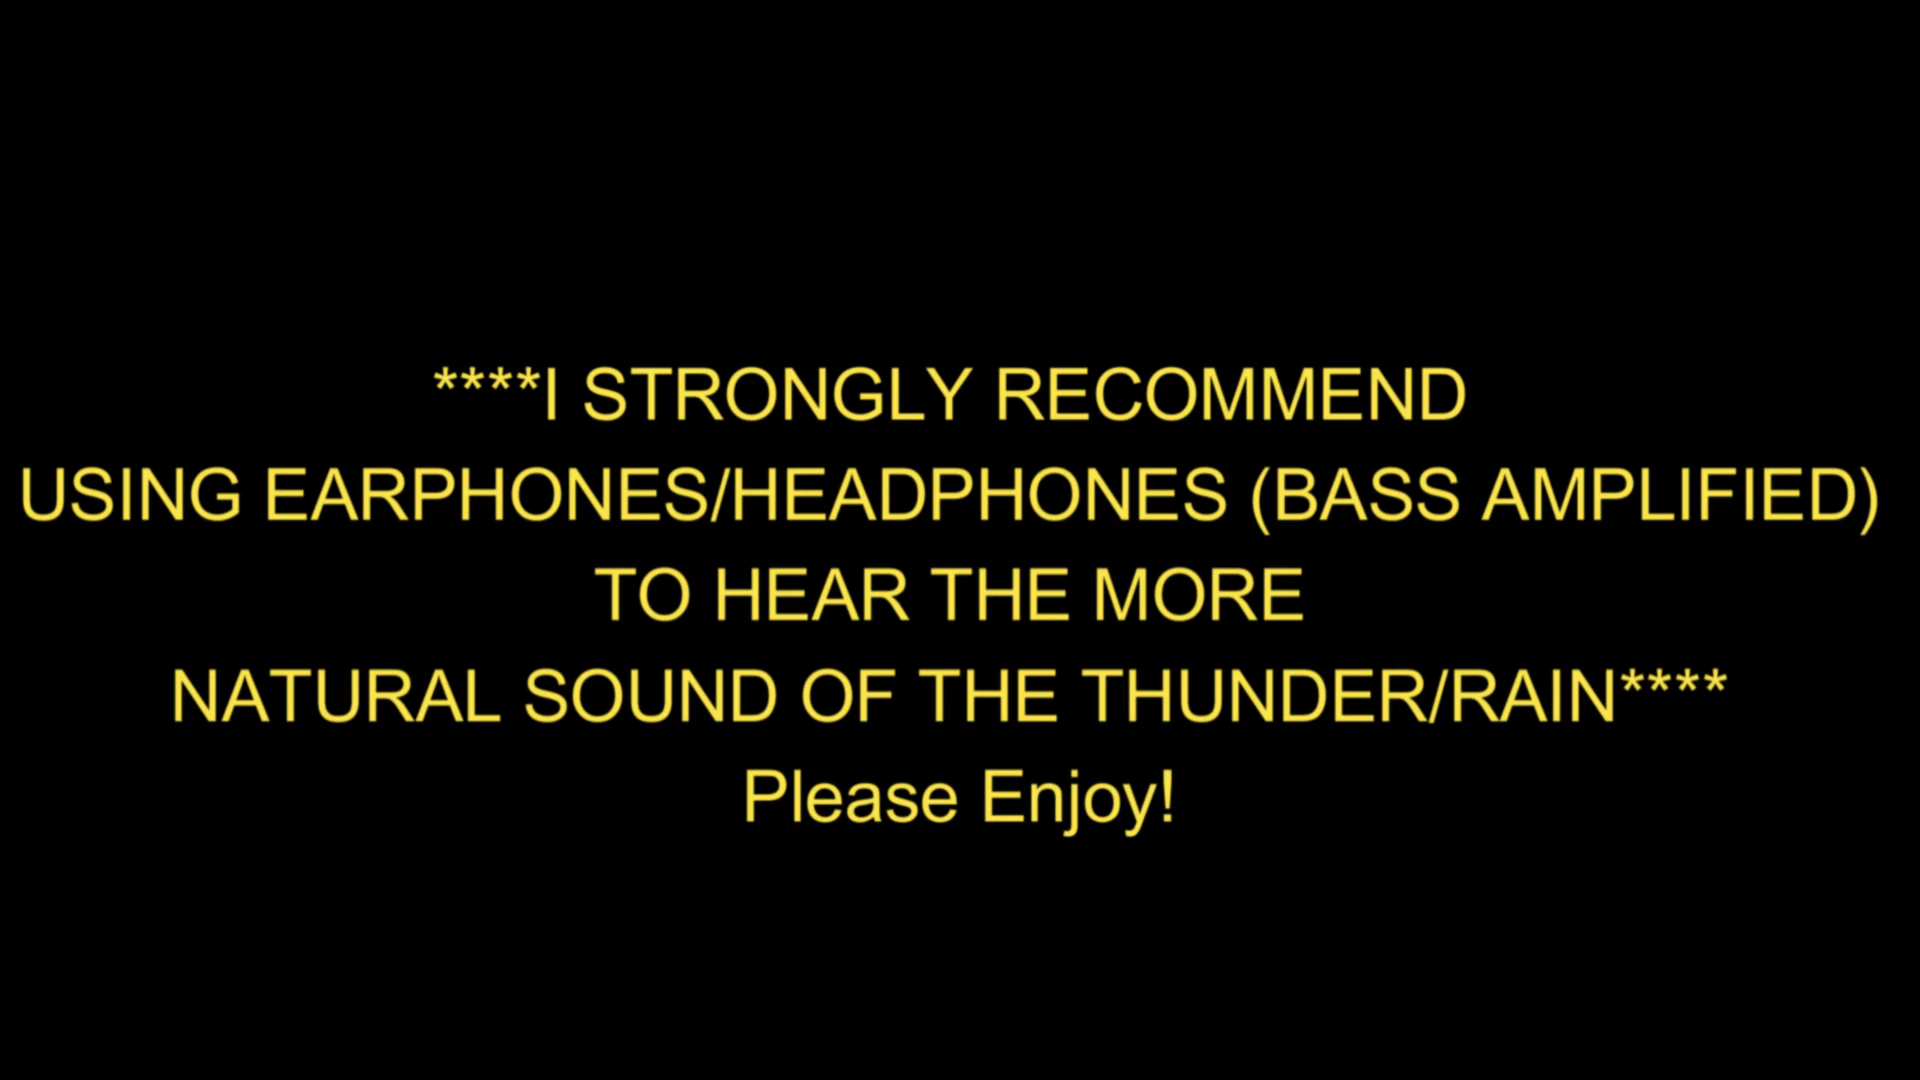 ****I STRONGLY RECOMMEND
USING EARPHONES/HEADPHONES (BASS AMPLIFIED)
TO HEAR THE MORE
NATURAL SOUND OF THE THUNDER/RAIN****
Please Enjoy!